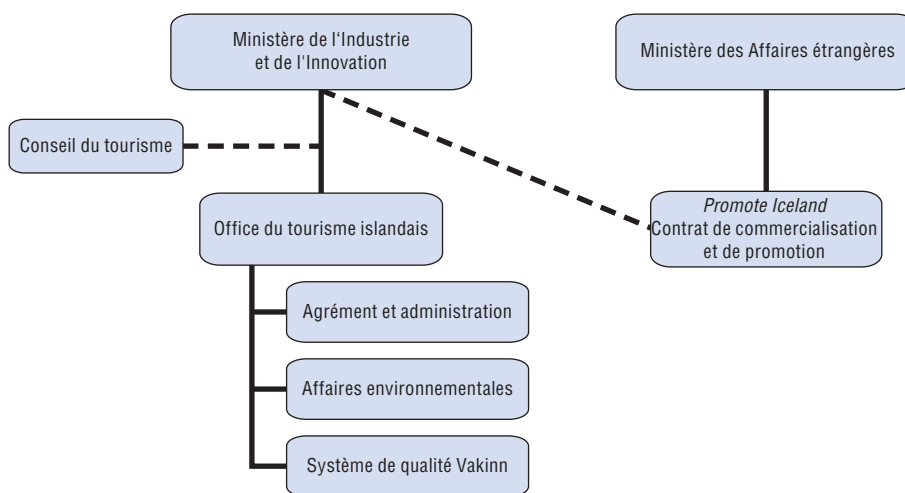 Ministère de l'Industrie
et de l'Innovation
Ministère des Affaires étrangères
Conseil du tourisme
Office du tourisme islandais
Promote Iceland
Contrat de commercialisation
et de promotion
Agrément et administration
Affaires environnementales
Système de qualité Vakinn